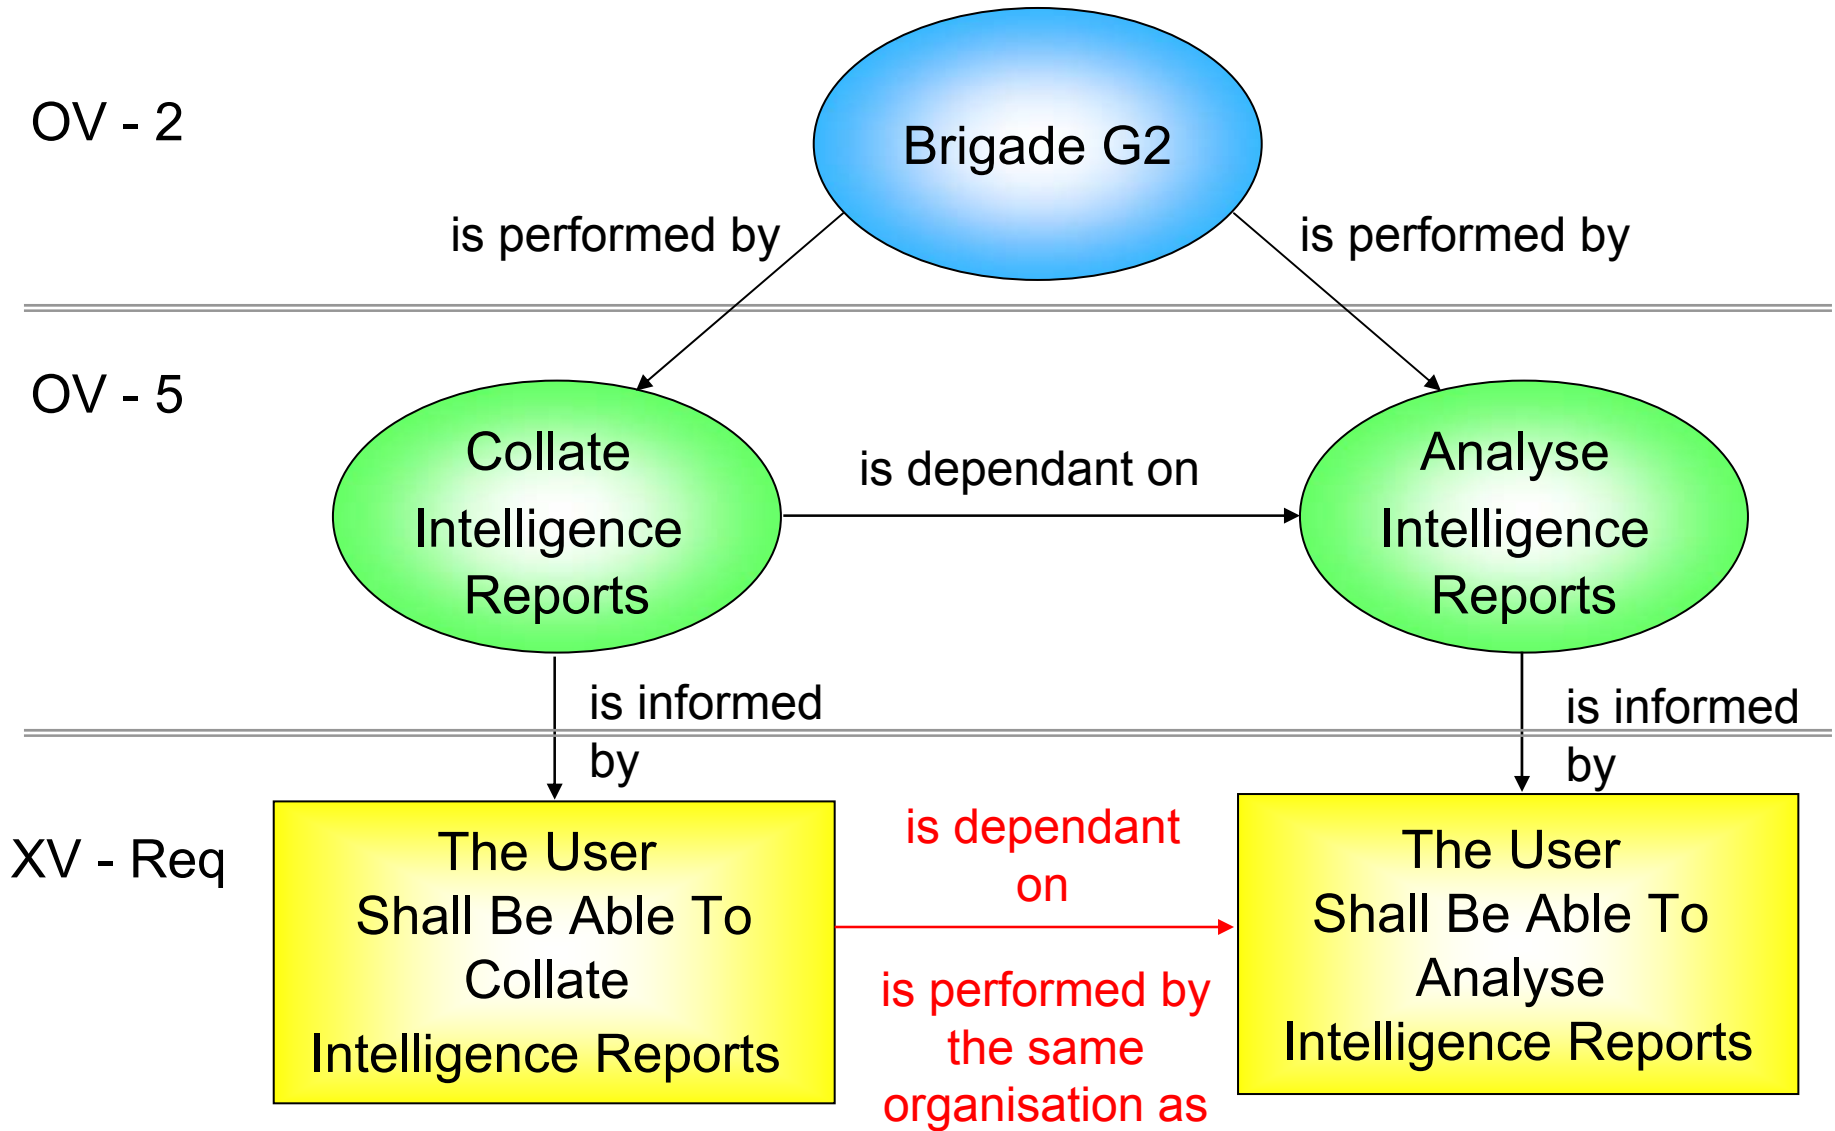 OV - 2
Brigade G2
is performed by
is performed by
OV - 5
Collate
Intelligence
Reports
is dependant on
Analyse
Intelligence
Reports
is informed
by
is informed
by
XV - Req
The User
Shall Be Able To
Collate
Intelligence Reports
is dependant
on
is performed by
the same
organisation as
The User
Shall Be Able To
Analyse
Intelligence Reports